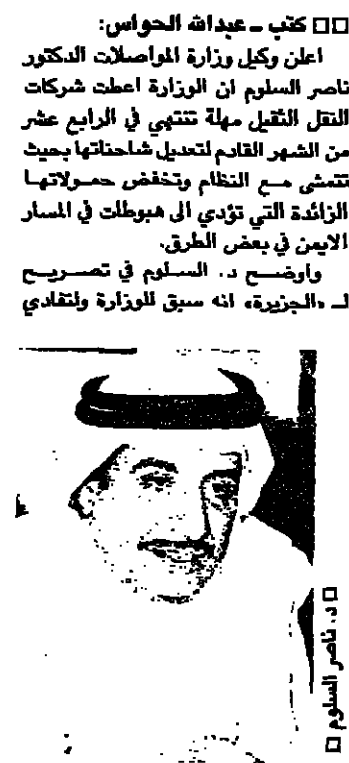 □□ كتب ـ عبدالله الحواس:
اعلن وكيل وزارة المواصلات الدكتور
ناصر السلوم ان الوزارة اعطت شركات
النقل الثقيل مهلة تنتهي في الرابع عشر
من الشهر القادم لتعديل شاحناتها بحيث
تتمشى مع النظام وتخفض حمولاتها
الزائدة التي تؤدي الى هبوطات في المسار
الايمن في بعض الطرق.
واوضح د. السلوم في تصريح
لـ «الجزيرة» انه سبق للوزارة ولتفادي
□ د. ناصر السلوم □